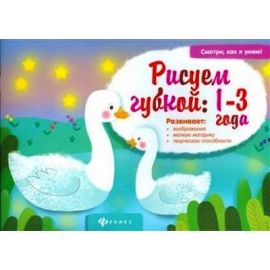 Смотри, как я умею!
Рисуем
губкой: 1-3
года
Развивает:
• воображение
• мелкую моторику
• творческие способности
ФЕНИКС